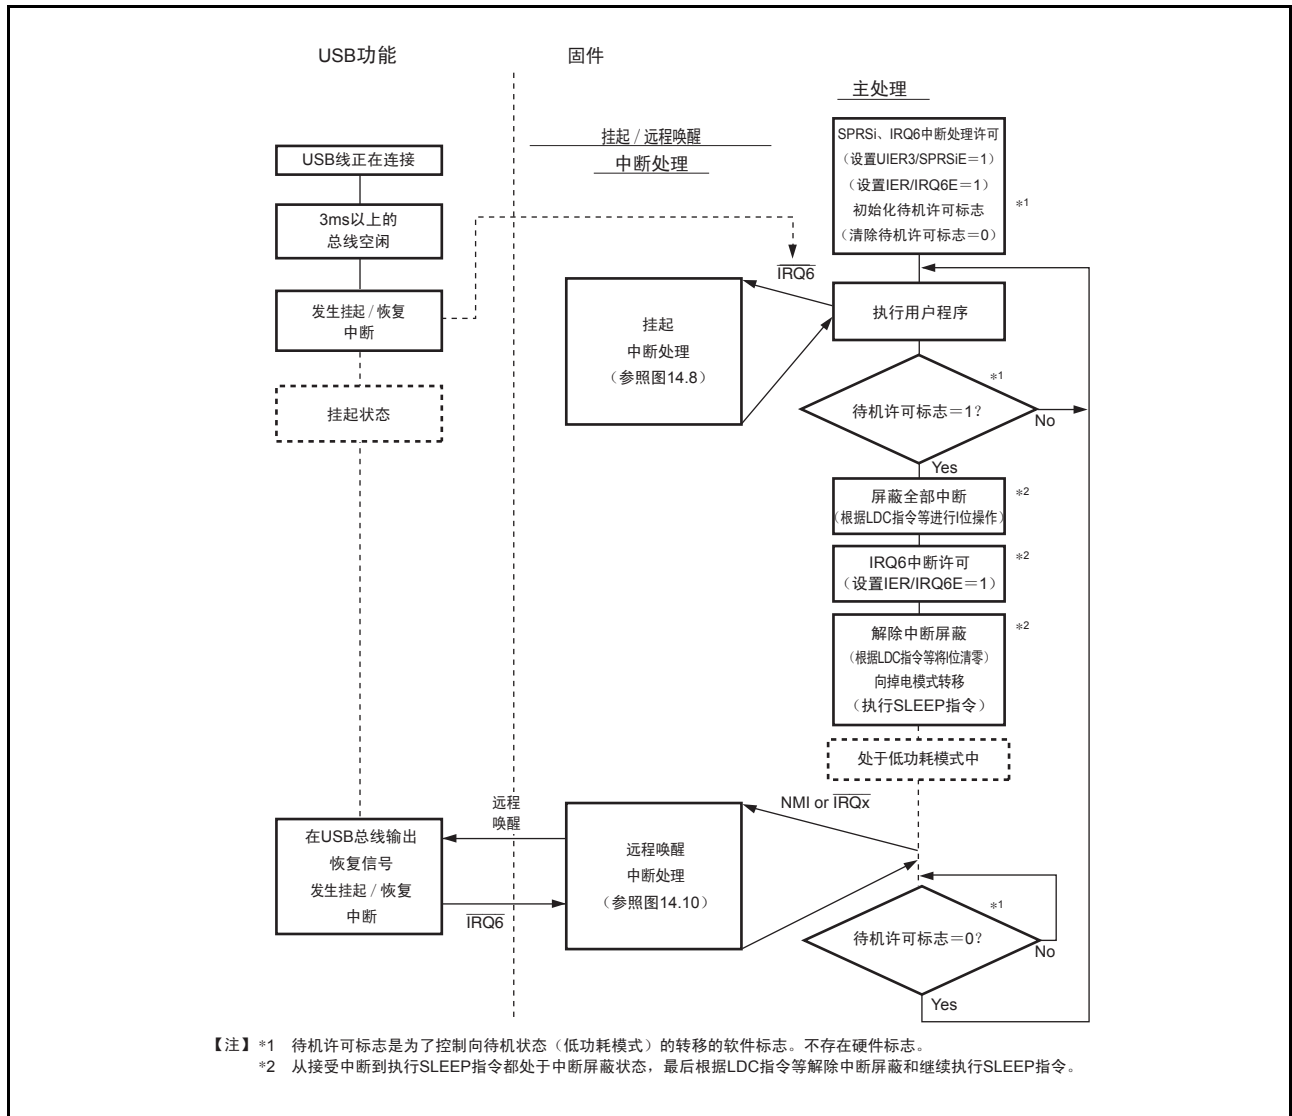 USB功能
固件
主处理
挂起 / 远程唤醒
中断处理
SPRSi、IRQ6中断处理许可
（设置UIER3/SPRSiE＝1）
（设置IER/IRQ6E＝1）
初始化待机许可标志
（清除待机许可标志＝0）
*1
USB线正在连接
3ms以上的
总线空闲
发生挂起 / 恢复
中断
挂起状态
IRQ6
挂起
中断处理
（参照图14.8）
执行用户程序
*1
待机许可标志＝1？
No
Yes
屏蔽全部中断
（根据LDC指令等进行I位操作）
*2
IRQ6中断许可
（设置IER/IRQ6E＝1）
*2
解除中断屏蔽
（根据LDC指令等将I位清零）
向掉电模式转移
（执行SLEEP指令）
*2
处于低功耗模式中
NMI or IRQx
远程
唤醒
在USB总线输出
恢复信号
发生挂起 / 恢复
中断
IRQ6
远程唤醒
中断处理
（参照图14.10）
*1
待机许可标志＝0？
No
Yes
【注】*1 待机许可标志是为了控制向待机状态（低功耗模式）的转移的软件标志。不存在硬件标志。
*2 从接受中断到执行SLEEP指令都处于中断屏蔽状态，最后根据LDC指令等解除中断屏蔽和继续执行SLEEP指令。